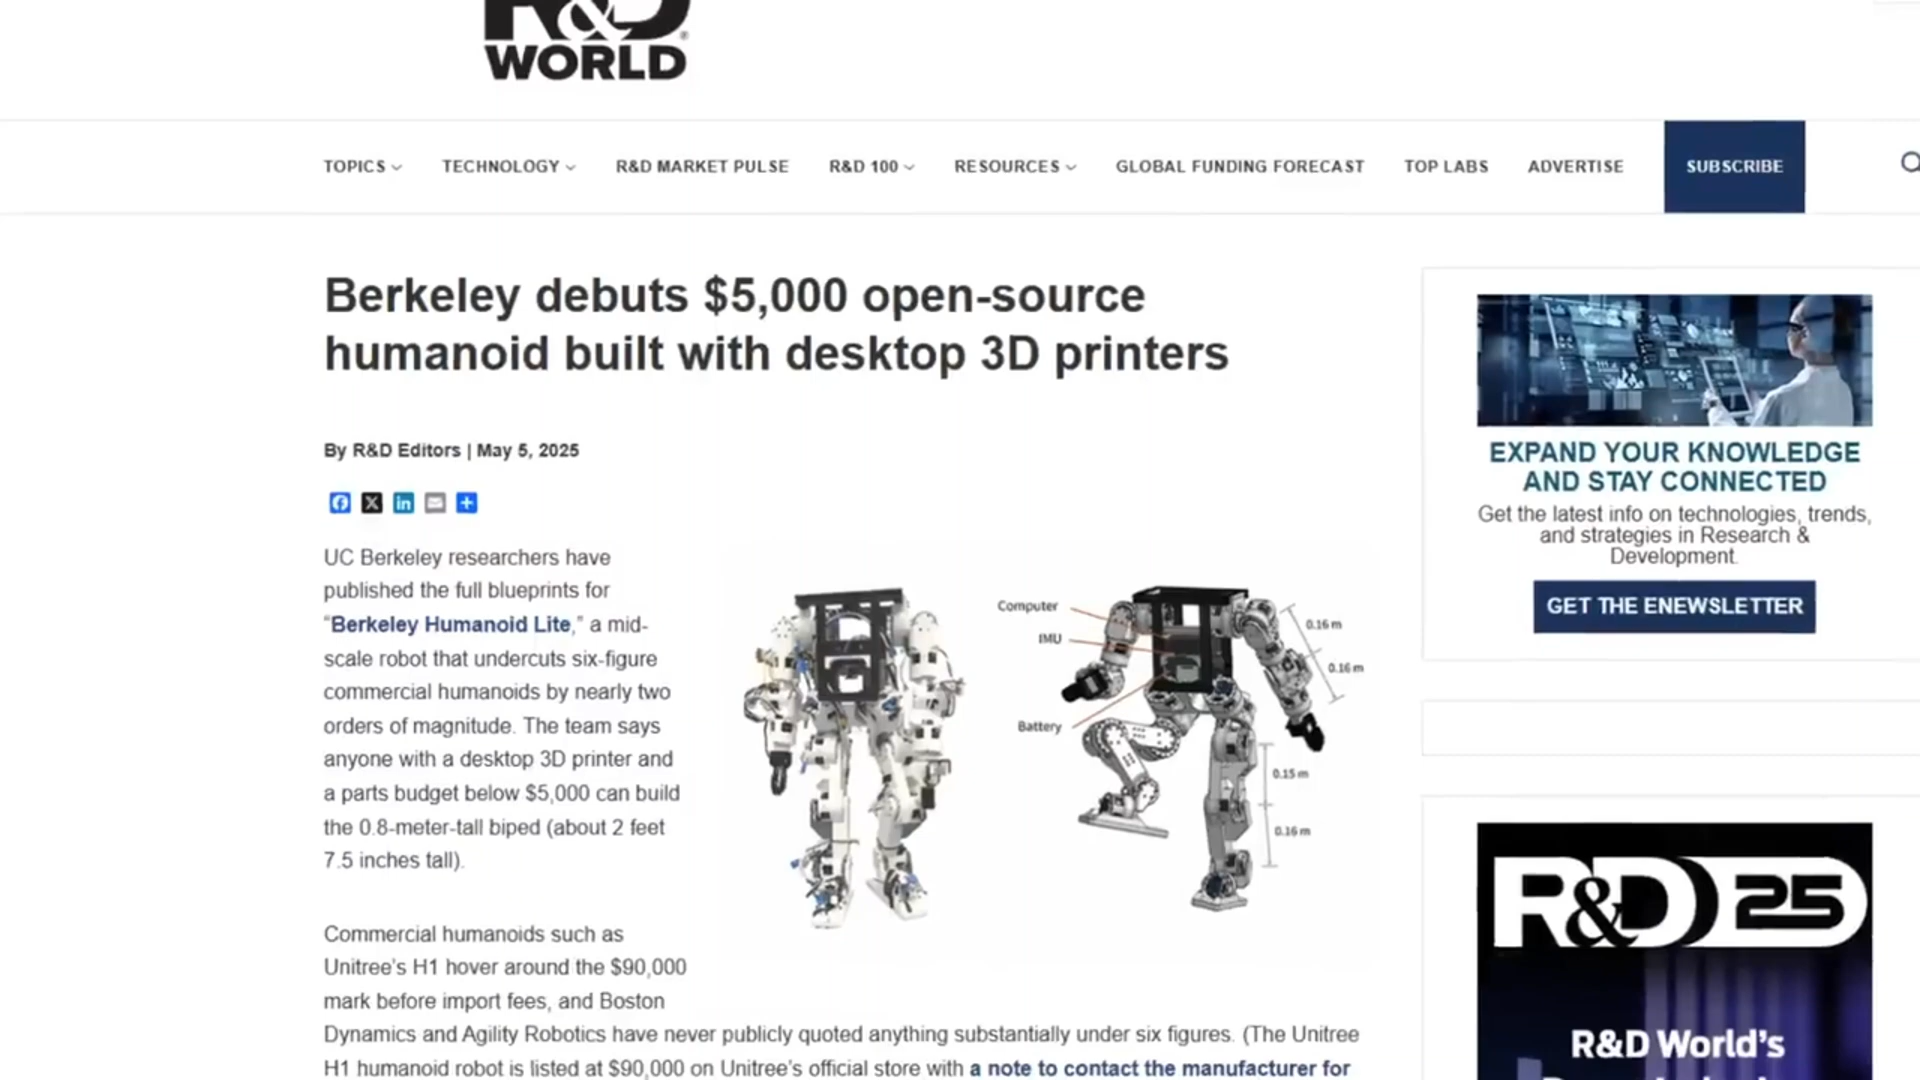 R&D
WORLD
TOPICS
TECHNOLOGY
R&D MARKET PULSE
R&D 100
RESOURCES
GLOBAL FUNDING FORECAST
TOP LABS
ADVERTISE
SUBSCRIBE
Berkeley debuts $5,000 open-source
humanoid built with desktop 3D printers
By R&D Editors | May 5, 2025
UC Berkeley researchers have
published the full blueprints for
“Berkeley Humanoid Lite,” a mid-
scale robot that undercuts six-figure
commercial humanoids by nearly two
orders of magnitude. The team says
anyone with a desktop 3D printer and
a parts budget below $5,000 can build
the 0.8-meter-tall biped (about 2 feet
7.5 inches tall).
Computer
IMU
Battery
0.16 m
0.16 m
0.15 m
0.16 m
Commercial humanoids such as
Unitree’s H1 hover around the $90,000
mark before import fees, and Boston
Dynamics and Agility Robotics have never publicly quoted anything substantially under six figures. (The Unitree
H1 humanoid robot is listed at $90,000 on Unitree’s official store with a note to contact the manufacturer for
EXPAND YOUR KNOWLEDGE
AND STAY CONNECTED
Get the latest info on technologies, trends,
and strategies in Research &
Development.
GET THE ENEWSLETTER
R&D 25
R&D World’s